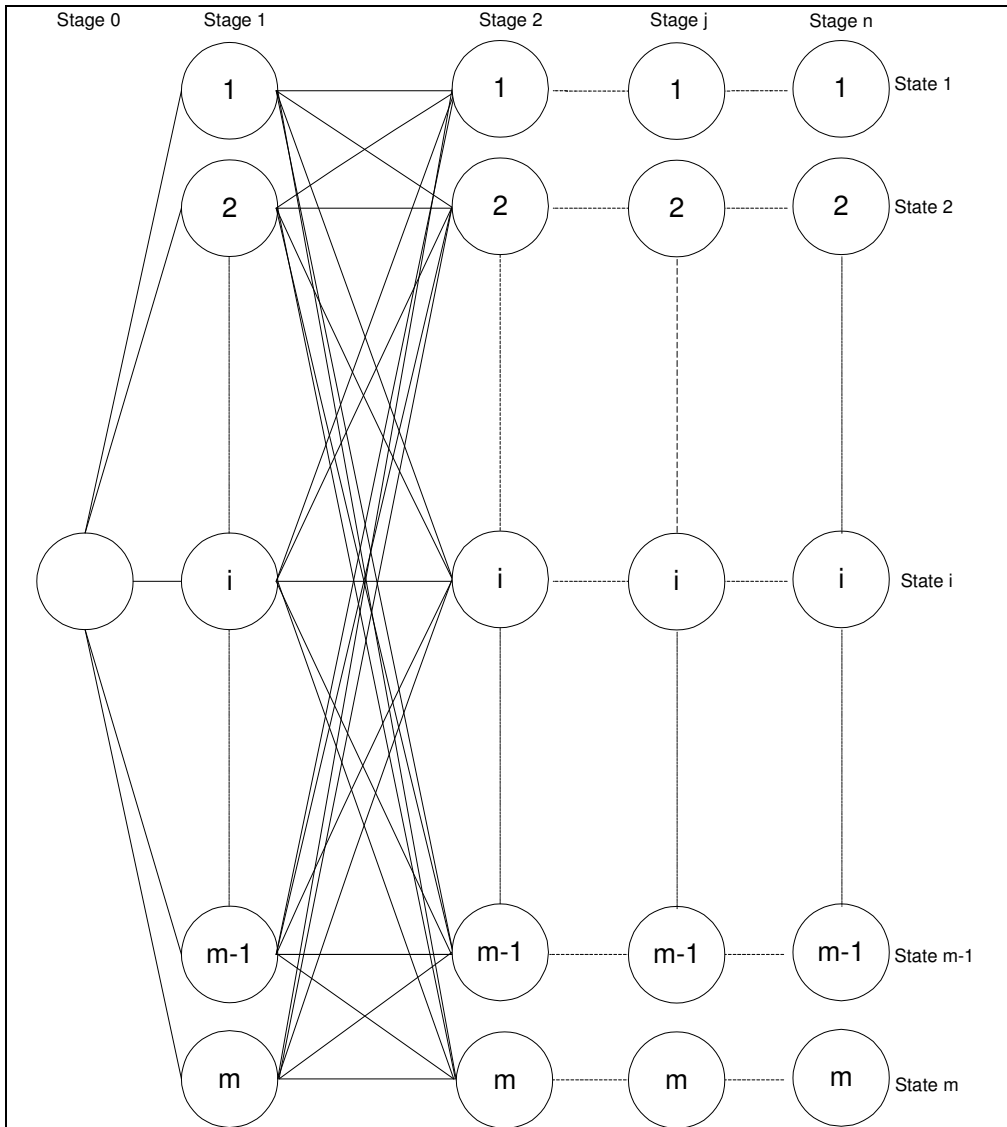 Stage 0 Stage 1 Stage 2 Stage j Stage n
1 1 1 1 State 1
2 2 2 2 State 2
i i i i State i
m-1 m-1 m-1 m-1 State m-1
m m m m State m